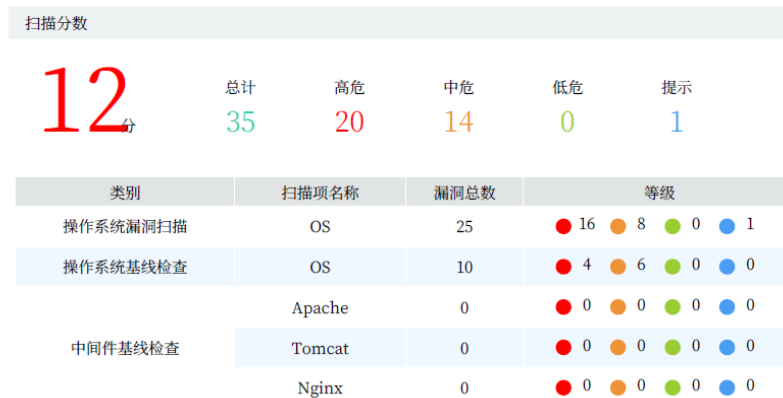 扫描分数
12分
总计 高危 中危 低危 提示
35 20 14 0 1
类别 扫描项名称 漏洞总数 等级
操作系统漏洞扫描 OS 25 16 8 0 1
操作系统基线检查 OS 10 4 6 0 0
Apache 0 0 0 0 0
中间件基线检查 Tomcat 0 0 0 0 0
Nginx 0 0 0 0 0